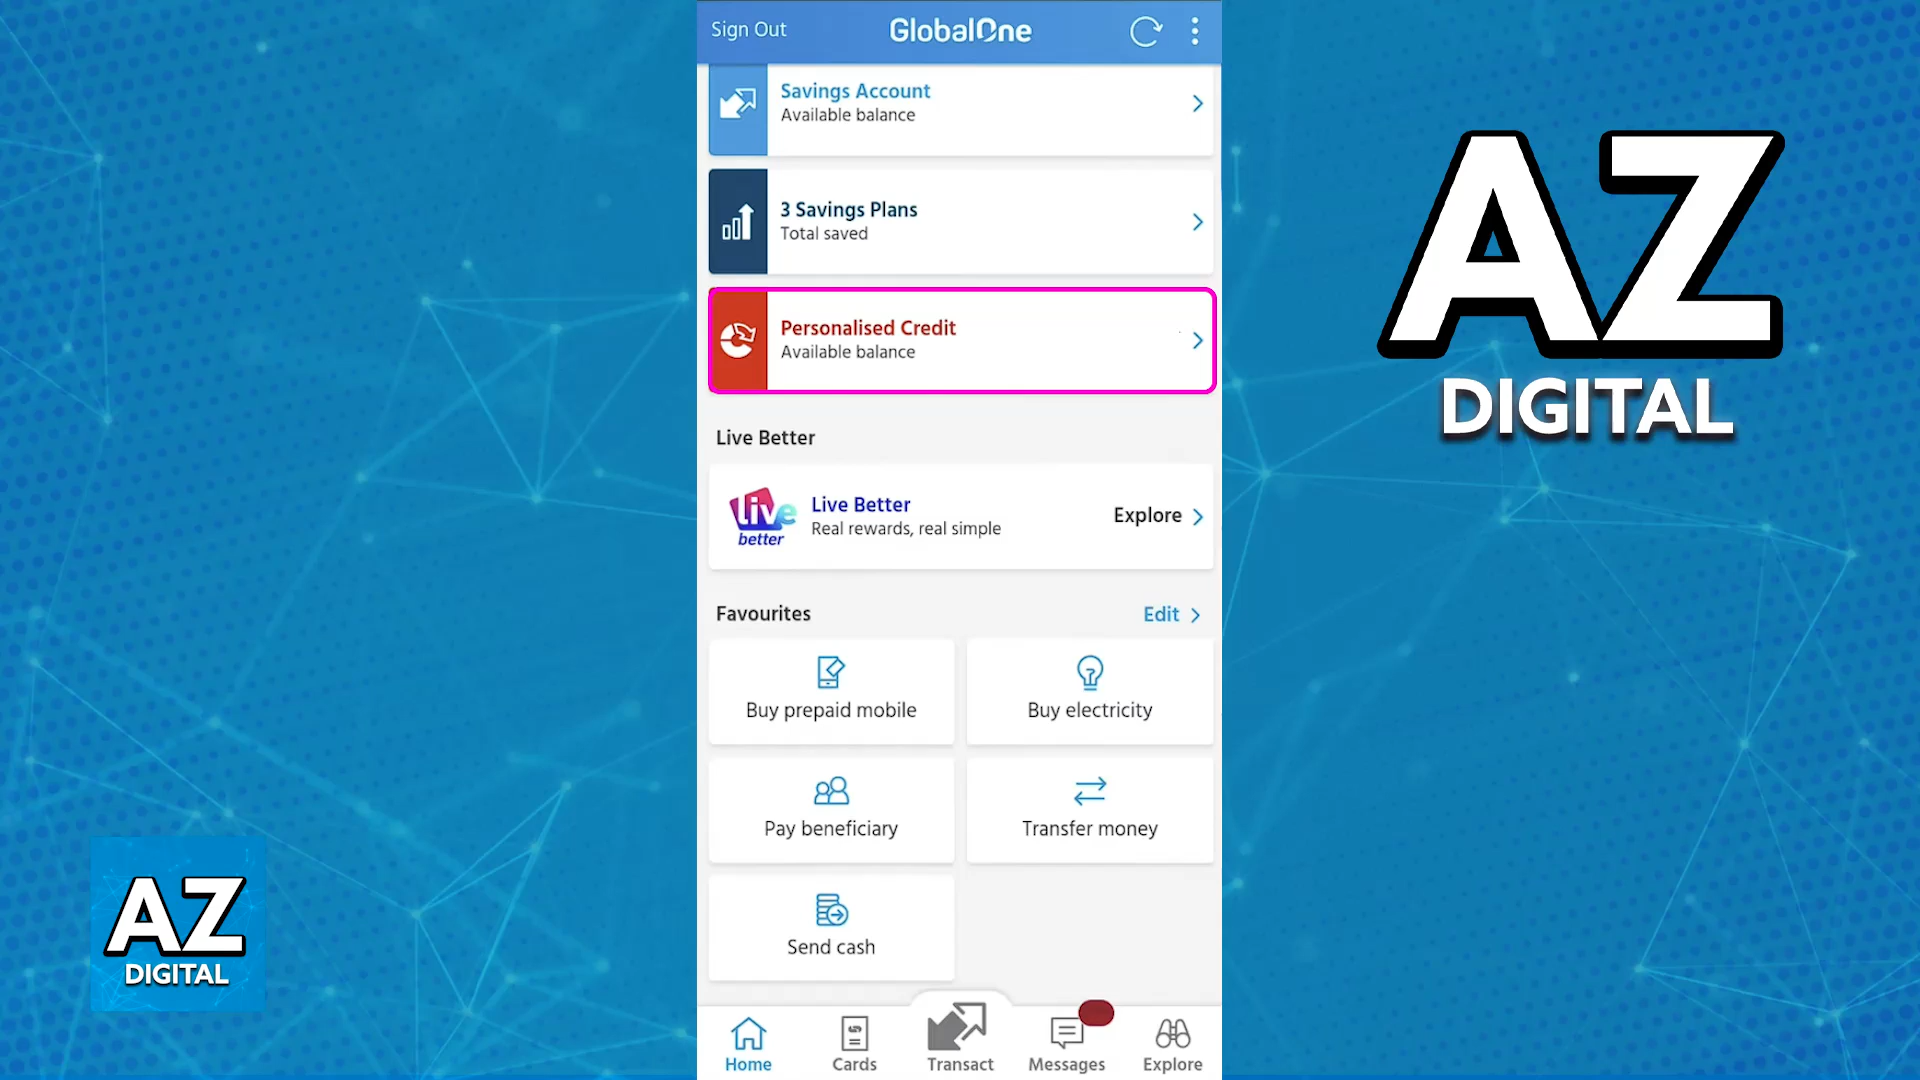 Sign Out
GlobalOne
Savings Account
Available balance
3 Savings Plans
Total saved
Personalised Credit
Available balance
Live Better
live
better
Live Better
Real rewards, real simple
Explore
Favourites
Edit
Buy prepaid mobile
Buy electricity
Pay beneficiary
Transfer money
Send cash
Home
Cards
Transact
Messages
Explore
AZ
DIGITAL
AZ
DIGITAL